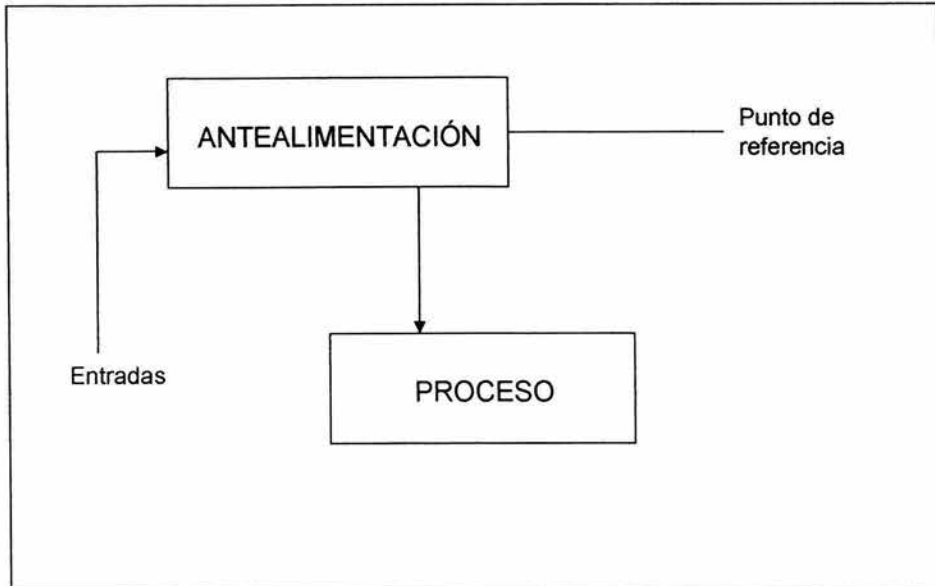 ANTEALIMENTACIÓN
Punto de
referencia
Entradas
PROCESO